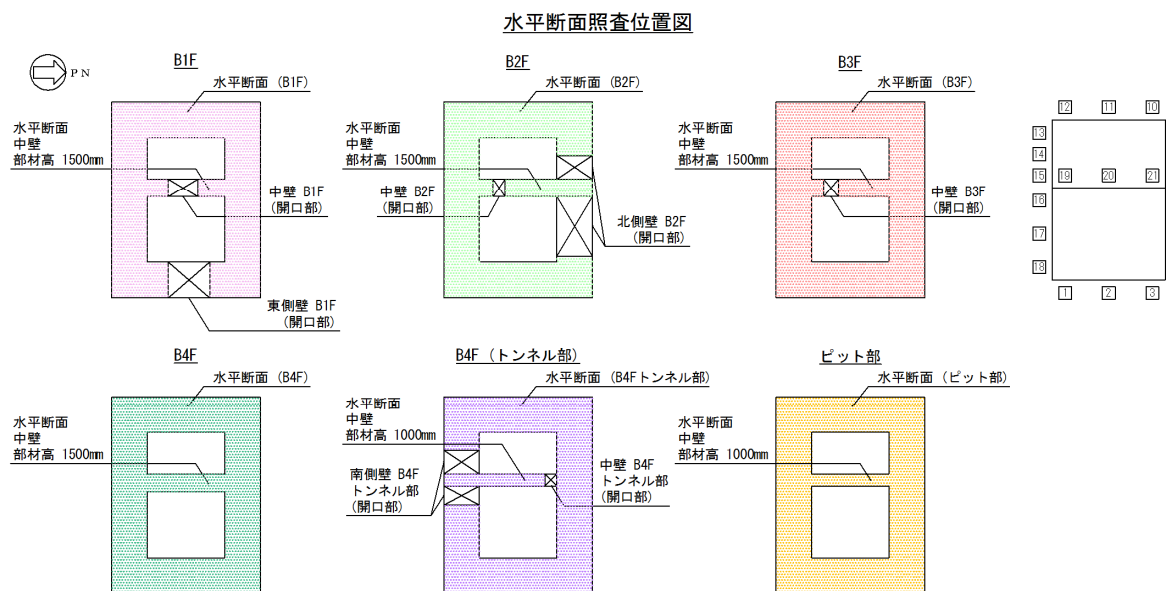 水平断面照査位置図
PN
B1F
水平断面 (B1F)
水平断面
中壁
部材高 1500mm
中壁 B1F
(開口部)
東側壁 B1F
(開口部)
B2F
水平断面 (B2F)
水平断面
中壁
部材高 1500mm
中壁 B2F
(開口部)
北側壁 B2F
(開口部)
B3F
水平断面 (B3F)
水平断面
中壁
部材高 1500mm
中壁 B3F
(開口部)
12 11 10
13
14
15 19 20 21
16
17
18
1 2 3
B4F
水平断面 (B4F)
水平断面
中壁
部材高 1500mm
B4F (トンネル部)
水平断面 (B4Fトンネル部)
水平断面
中壁
部材高 1000mm
南側壁 B4F
トンネル部
(開口部)
中壁 B4F
トンネル部
(開口部)
ピット部
水平断面 (ピット部)
水平断面
中壁
部材高 1000mm